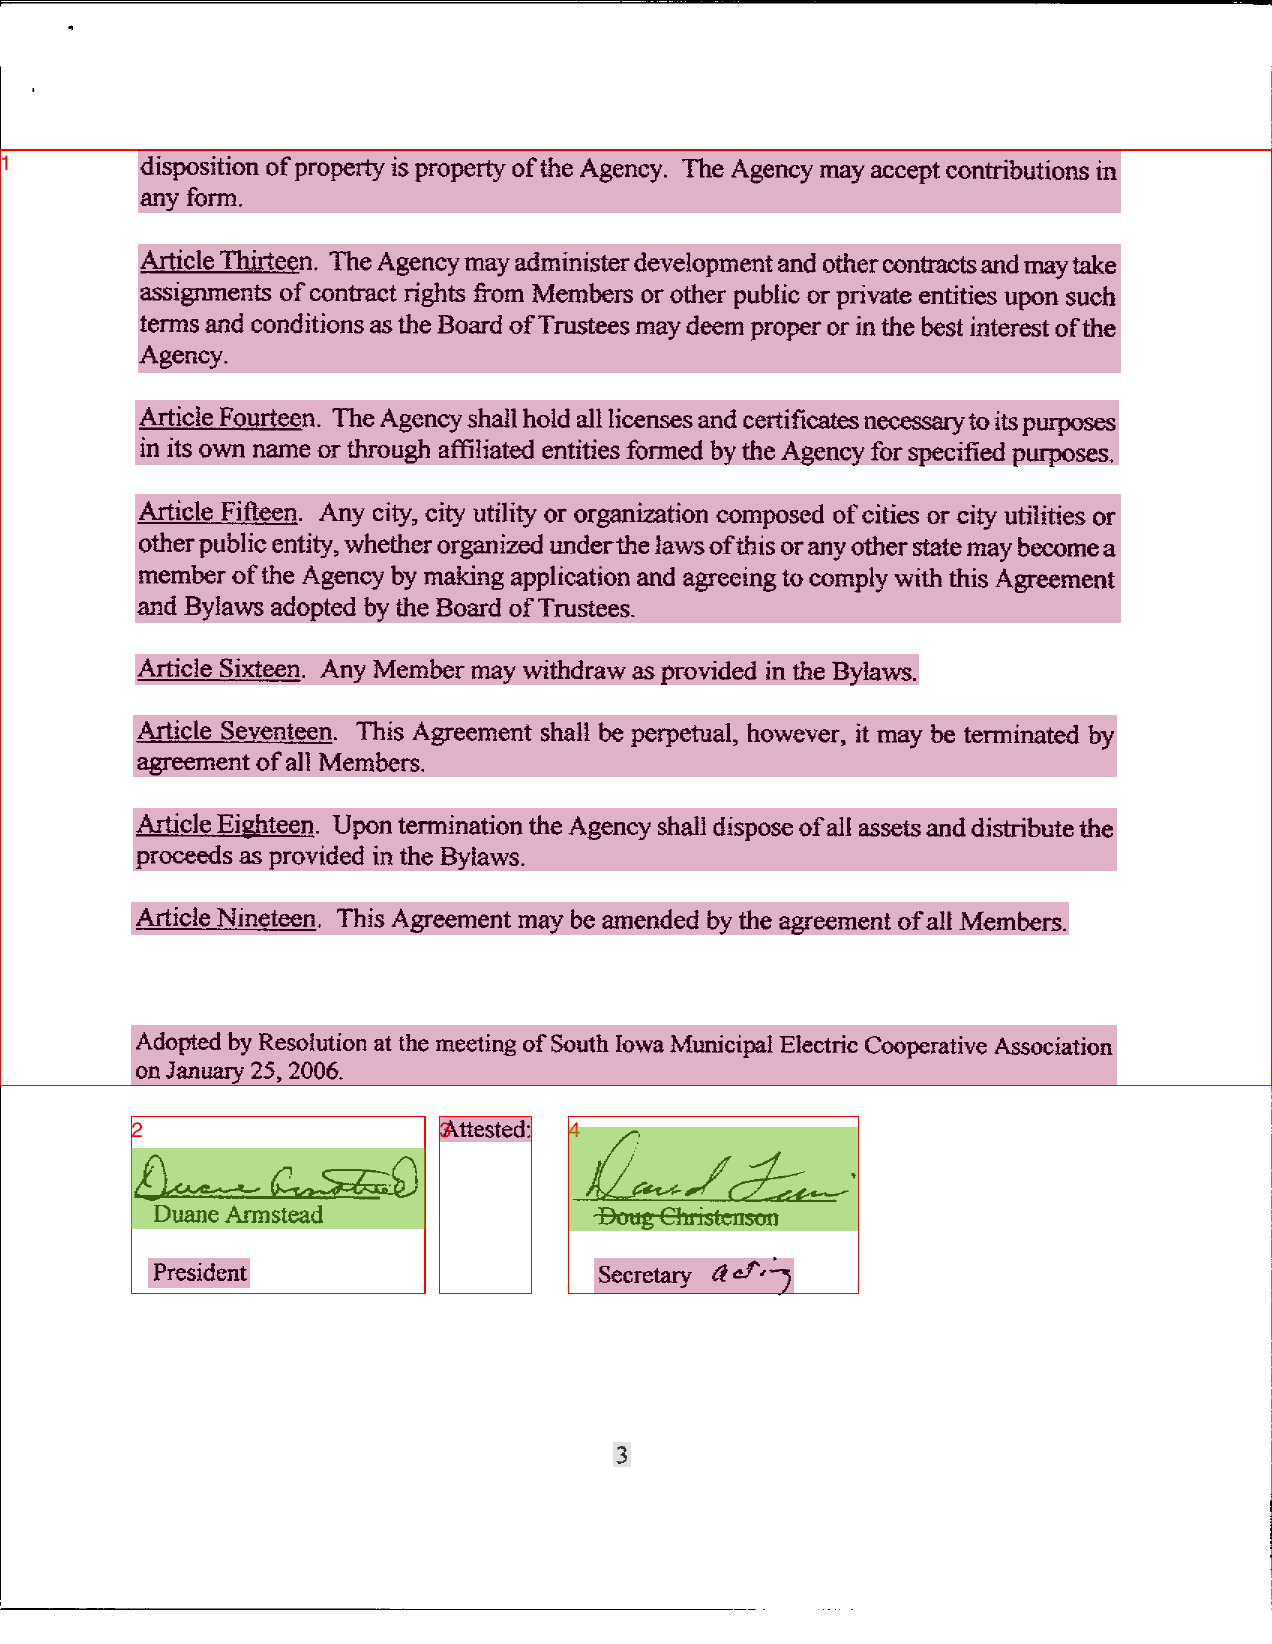 disposition of property is property of the Agency. The Agency may accept contributions in
any form.
Article Thirteen. The Agency may administer development and other contracts and may take
assignments of contract rights from Members or other public or private entities upon such
terms and conditions as the Board of Trustees may deem proper or in the best interest of the
Agency.
Article Fourteen. The Agency shall hold all licenses and certificates necessary to its purposes
in its own name or through affiliated entities formed by the Agency for specified purposes.
Article Fifteen. Any city, city utility or organization composed of cities or city utilities or
other public entity, whether organized under the laws of this or any other state may become a
member of the Agency by making application and agreeing to comply with this Agreement
and Bylaws adopted by the Board of Trustees.
Article Sixteen. Any Member may withdraw as provided in the Bylaws.
Article Seventeen. This Agreement shall be perpetual, however, it may be terminated by
agreement of all Members.
Article Eighteen. Upon termination the Agency shall dispose of all assets and distribute the
proceeds as provided in the Bylaws.
Article Nineteen. This Agreement may be amended by the agreement of all Members.
Adopted by Resolution at the meeting of South Iowa Municipal Electric Cooperative Association
on January 25, 2006.
1
2
Duane Armstead
Duane Armstead
President
3
Attested:
4
David
Doug Christenson
Secretary acting
3